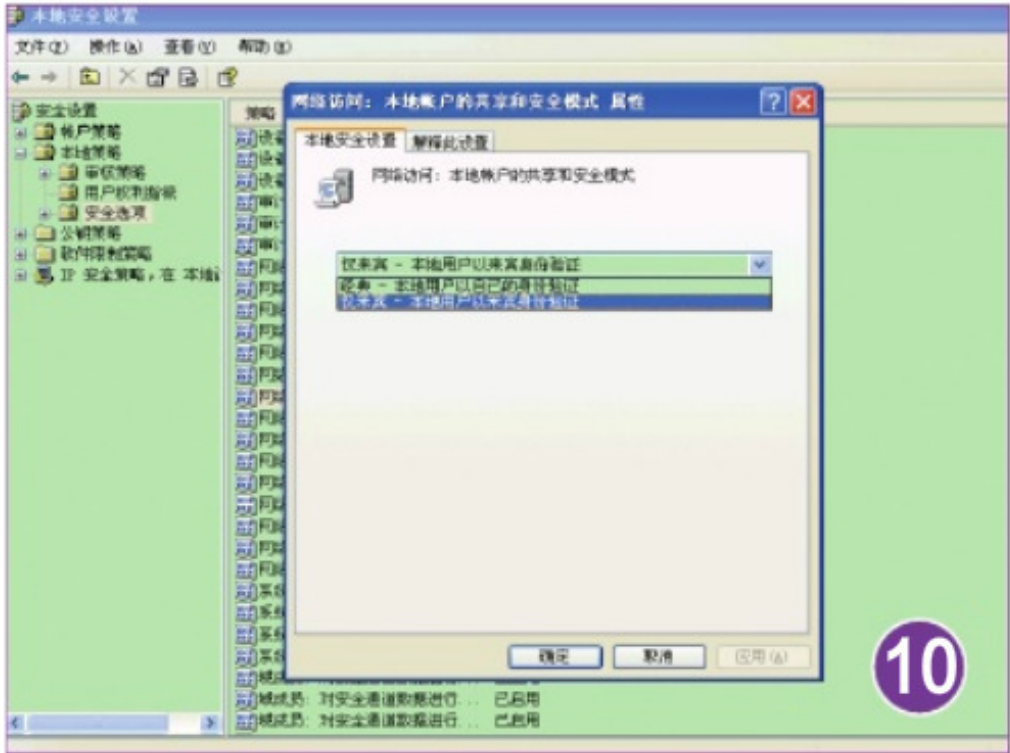 本地安全设置
文件(F) 操作(A) 查看(V) 帮助(H)
安全设置
帐户策略
本地策略
审核策略
用户权利指派
安全选项
公钥策略
软件限制策略
IP 安全策略，在 本地
策略
网络访问: 本地帐户的共享和安全模式 属性
本地安全设置 解释此设置
网络访问: 本地帐户的共享和安全模式
仅来宾 - 本地用户以来宾身份验证
经典 - 本地用户以自己的身份验证
仅来宾 - 本地用户以来宾身份验证
确定 取消 应用(A)
域成员: 对安全通道数据进行... 已启用
域成员: 对安全通道数据进行... 已启用
10